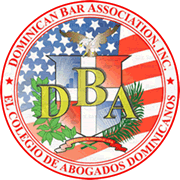 DOMINICAN BAR ASSOCIATION, INC.
DBA
EL COLEGIO DE ABOGADOS DOMINICANOS